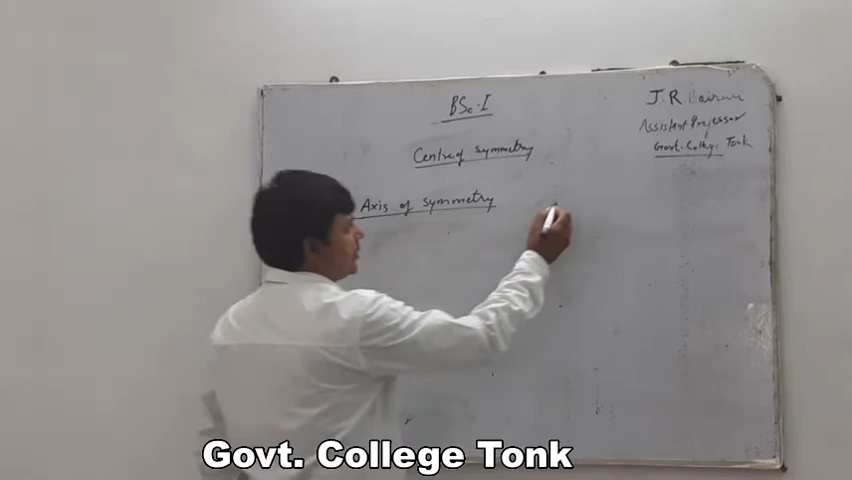 BSc-I
J.R
Assistant Professor
Govt. College Tonk
Centre of symmetry
Axis of symmetry
Govt. College Tonk